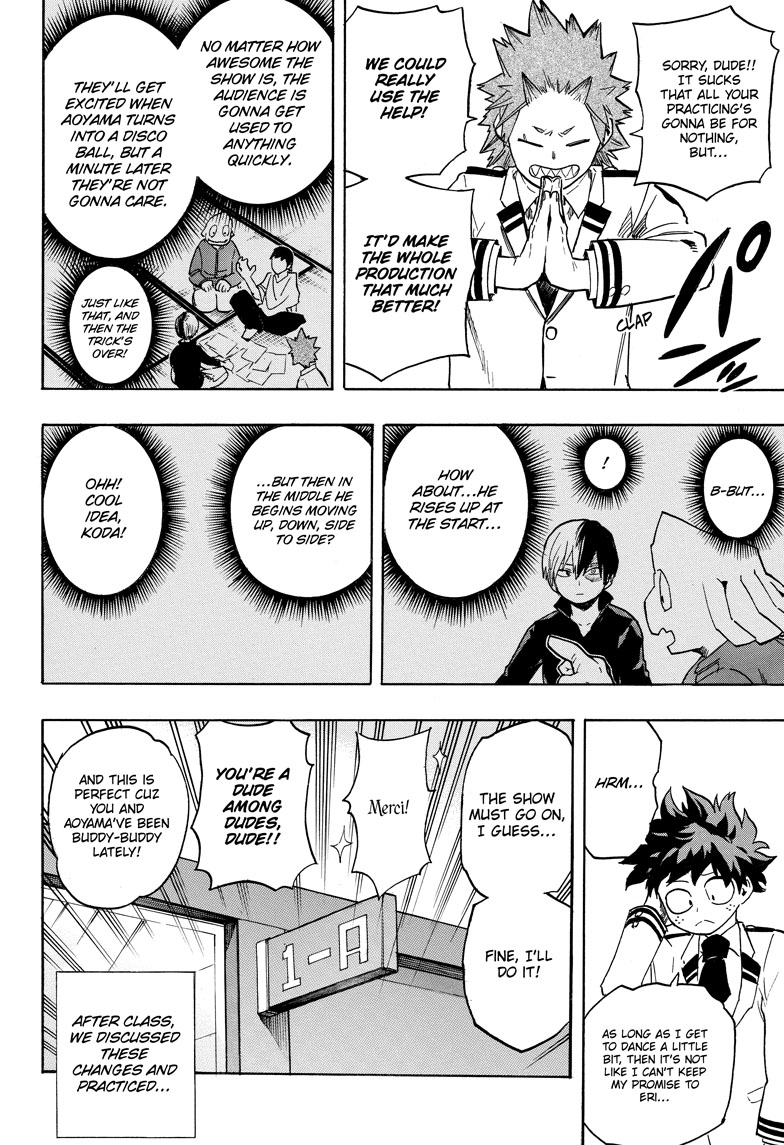 SORRY, DUDE!!
IT SUCKS
THAT ALL YOUR
PRACTICING'S
GONNA BE FOR
NOTHING,
BUT...
WE COULD
REALLY
USE THE
HELP!
IT'D MAKE
THE WHOLE
PRODUCTION
THAT MUCH
BETTER!
CLAP
パン
NO MATTER HOW
AWESOME THE
SHOW IS, THE
AUDIENCE IS
GONNA GET
USED TO
ANYTHING
QUICKLY.
THEY'LL GET
EXCITED WHEN
AOYAMA TURNS
INTO A DISCO
BALL, BUT A
MINUTE LATER
THEY'RE NOT
GONNA CARE.
JUST LIKE
THAT, AND
THEN THE
TRICK'S
OVER!
B-BUT...
!
HOW
ABOUT...HE
RISES UP AT
THE START...
...BUT THEN IN
THE MIDDLE HE
BEGINS MOVING
UP, DOWN, SIDE
TO SIDE?
OHH!
COOL
IDEA,
KODA!
HRM...
AS LONG AS I GET
TO DANCE A LITTLE
BIT, THEN IT'S NOT
LIKE I CAN'T KEEP
MY PROMISE TO
ERI...
THE SHOW
MUST GO ON,
I GUESS...
FINE, I'LL
DO IT!
Merci!
YOU'RE A
DUDE
AMONG
DUDES,
DUDE!!
AND THIS IS
PERFECT CUZ
YOU AND
AOYAMA'VE BEEN
BUDDY-BUDDY
LATELY!
1-A
AFTER CLASS,
WE DISCUSSED
THESE
CHANGES AND
PRACTICED...